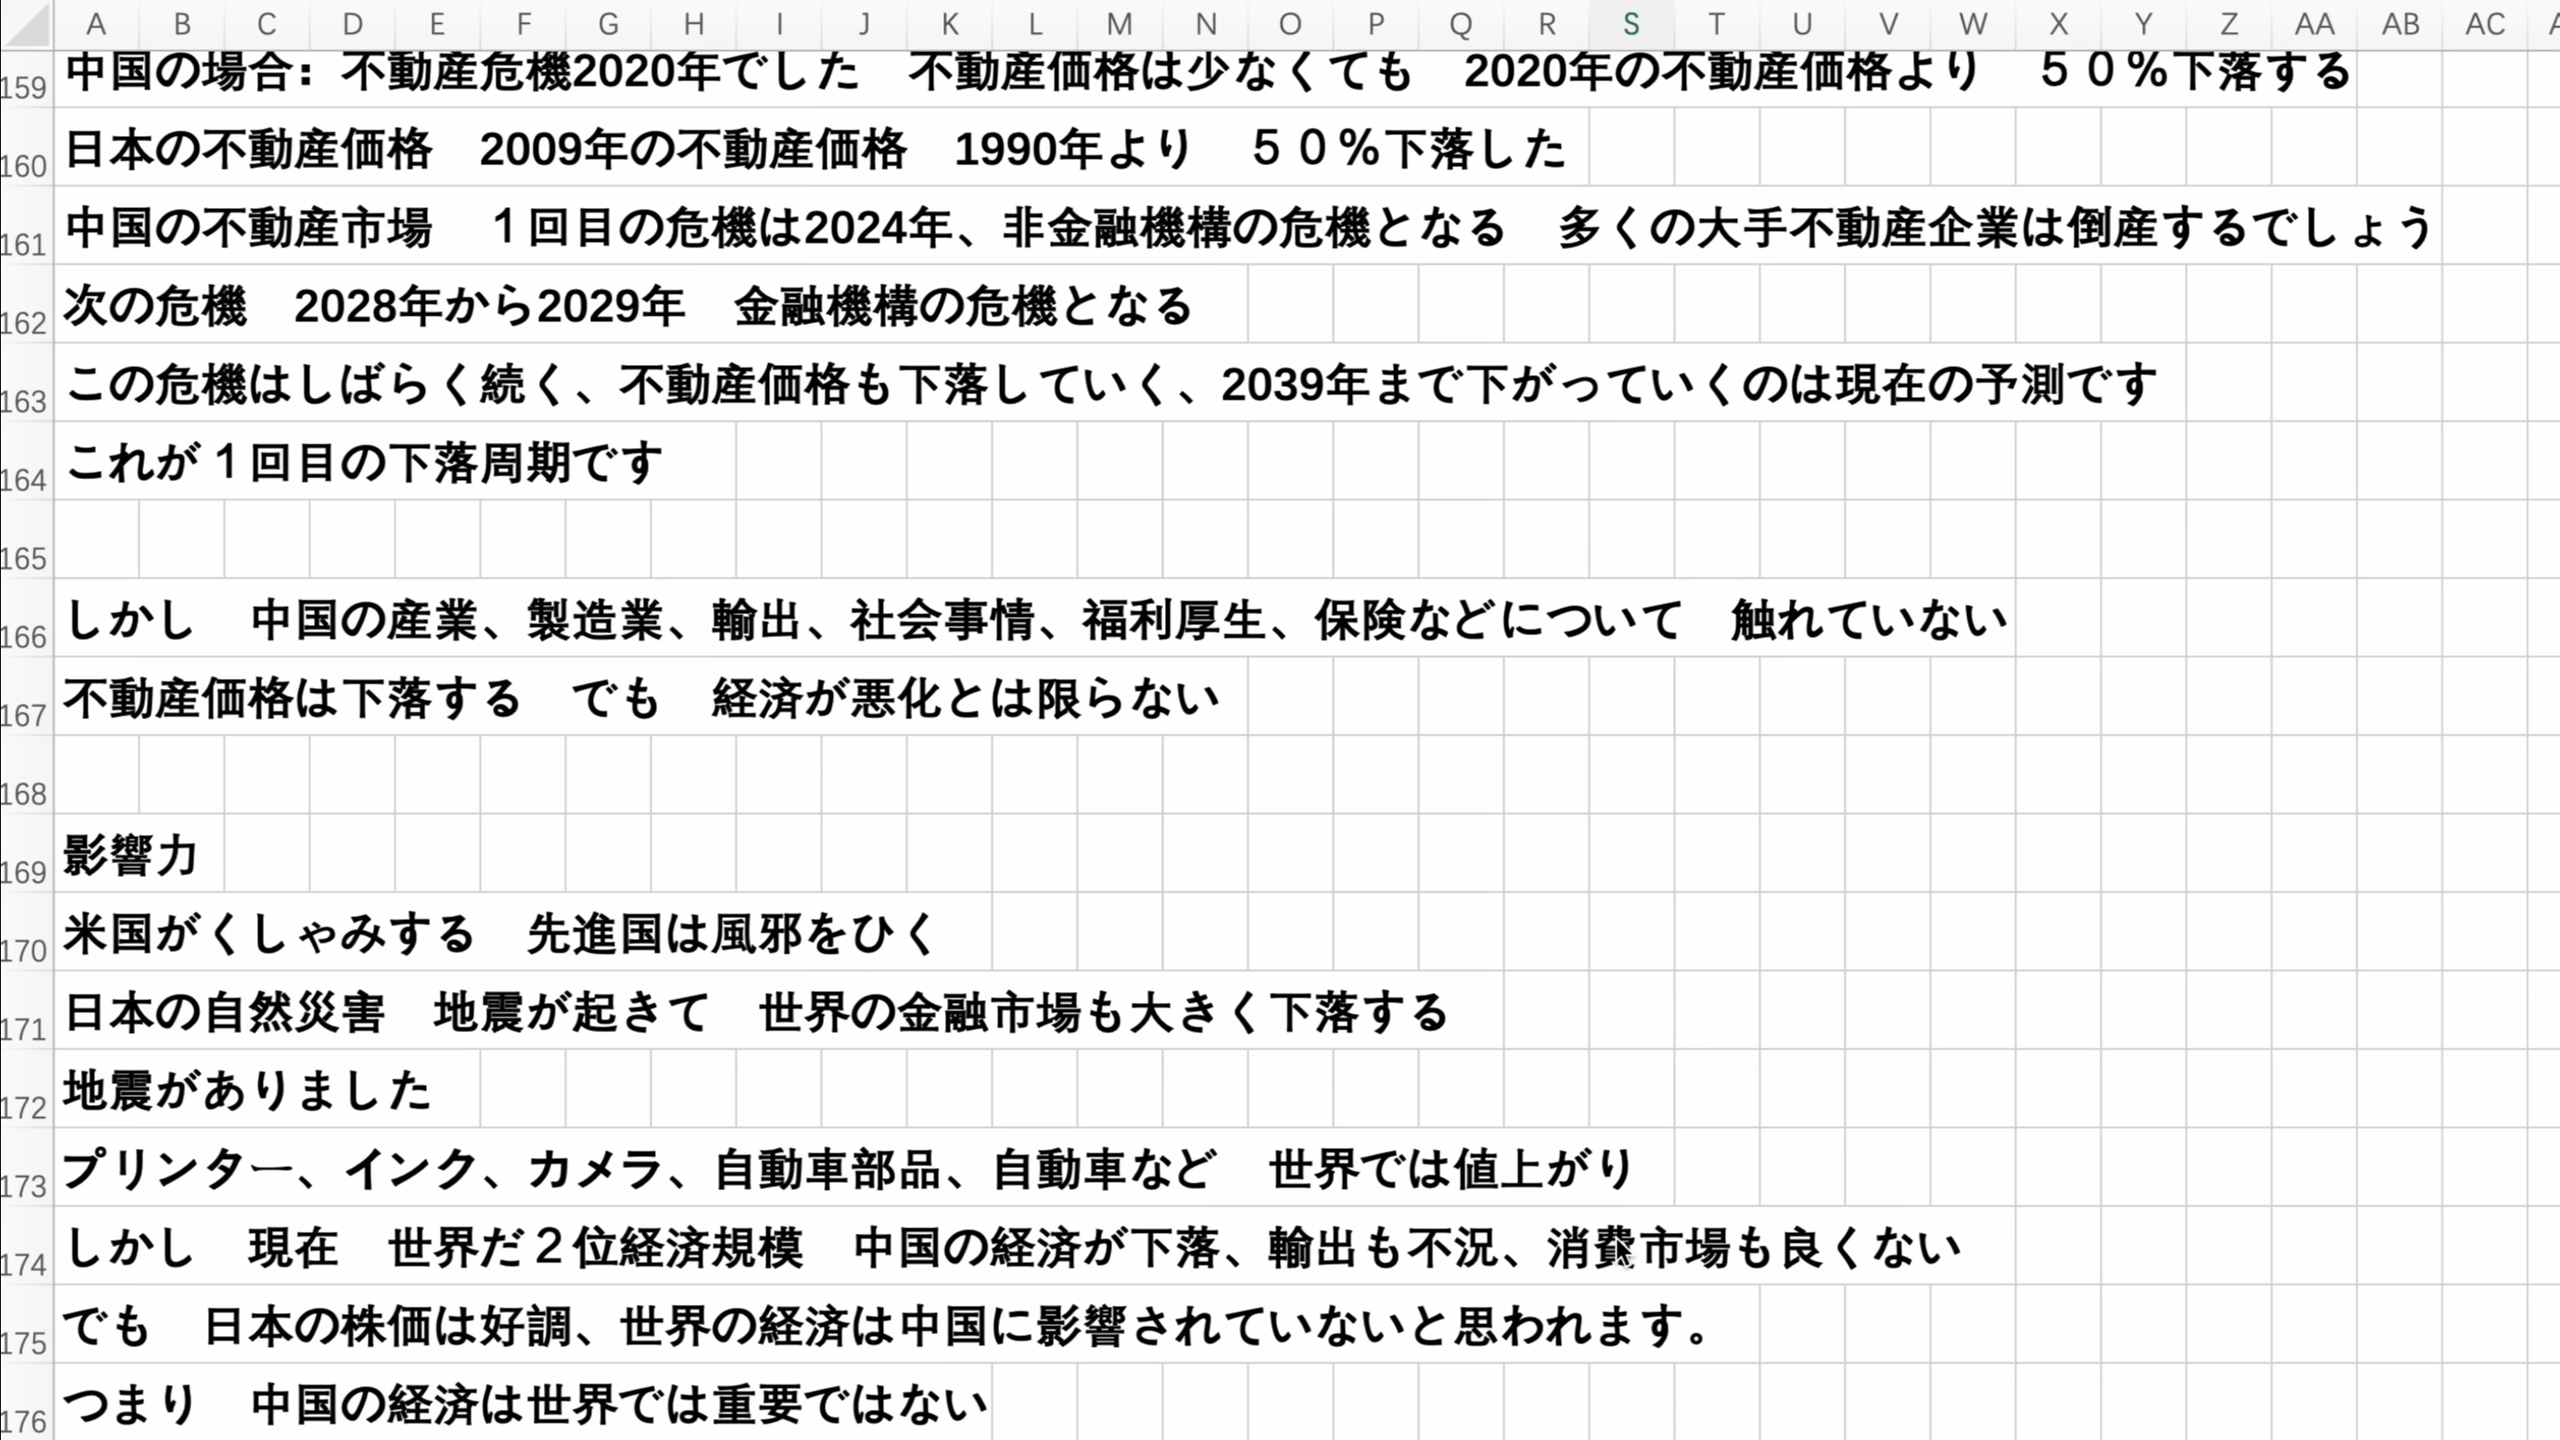 A B C D E F G H I J K L M N O P Q R S T U V W X Y Z AA AB AC
159 中国の場合：不動産危機2020年でした　不動産価格は少なくても　2020年の不動産価格より　５０％下落する
160 日本の不動産価格　2009年の不動産価格　1990年より　５０％下落した
161 中国の不動産市場　１回目の危機は2024年、非金融機構の危機となる　多くの大手不動産企業は倒産するでしょう
162 次の危機　2028年から2029年　金融機構の危機となる
163 この危機はしばらく続く、不動産価格も下落していく、2039年まで下がっていくのは現在の予測です
164 これが１回目の下落周期です
165
166 しかし　中国の産業、製造業、輸出、社会事情、福利厚生、保険などについて　触れていない
167 不動産価格は下落する　でも　経済が悪化とは限らない
168
169 影響力
170 米国がくしゃみする　先進国は風邪をひく
171 日本の自然災害　地震が起きて　世界の金融市場も大きく下落する
172 地震がありました
173 プリンター、インク、カメラ、自動車部品、自動車など　世界では値上がり
174 しかし　現在　世界だ２位経済規模　中国の経済が下落、輸出も不況、消費市場も良くない
175 でも　日本の株価は好調、世界の経済は中国に影響されていないと思われます。
176 つまり　中国の経済は世界では重要ではない